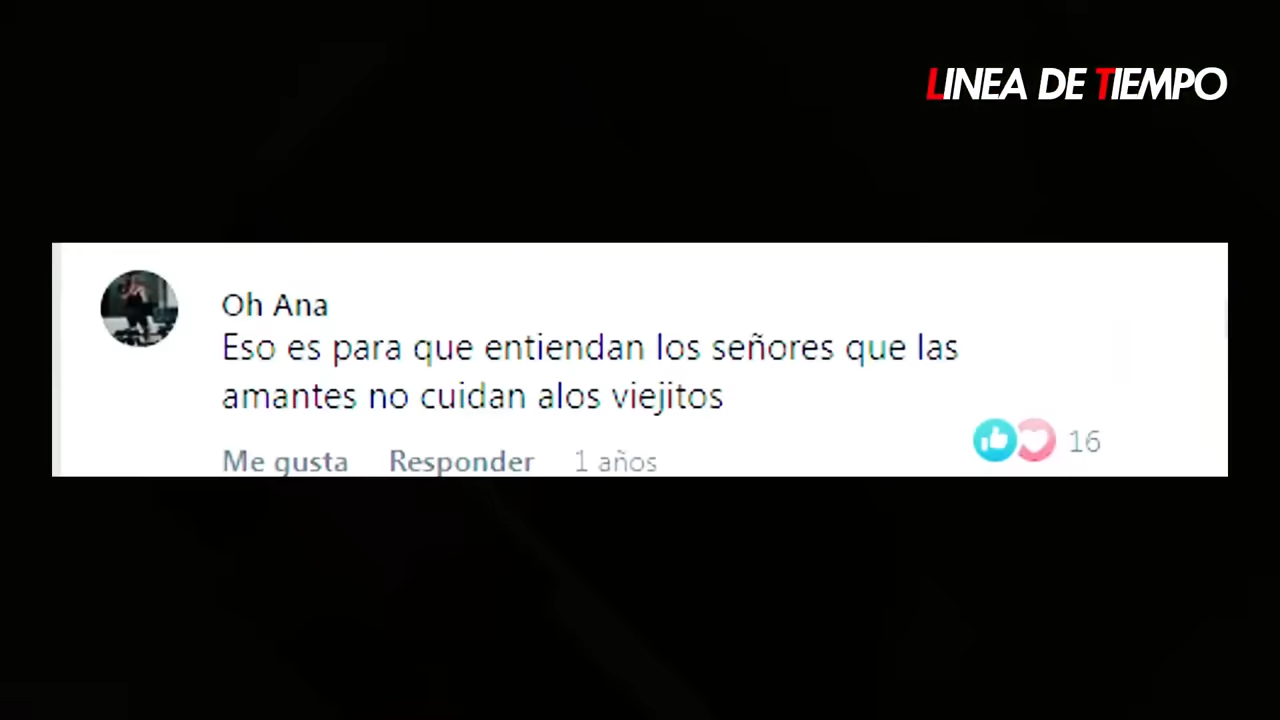 LINEA DE TIEMPO
Oh Ana
Eso es para que entiendan los señores que las
amantes no cuidan alos viejitos
Me gusta Responder 1 años
16